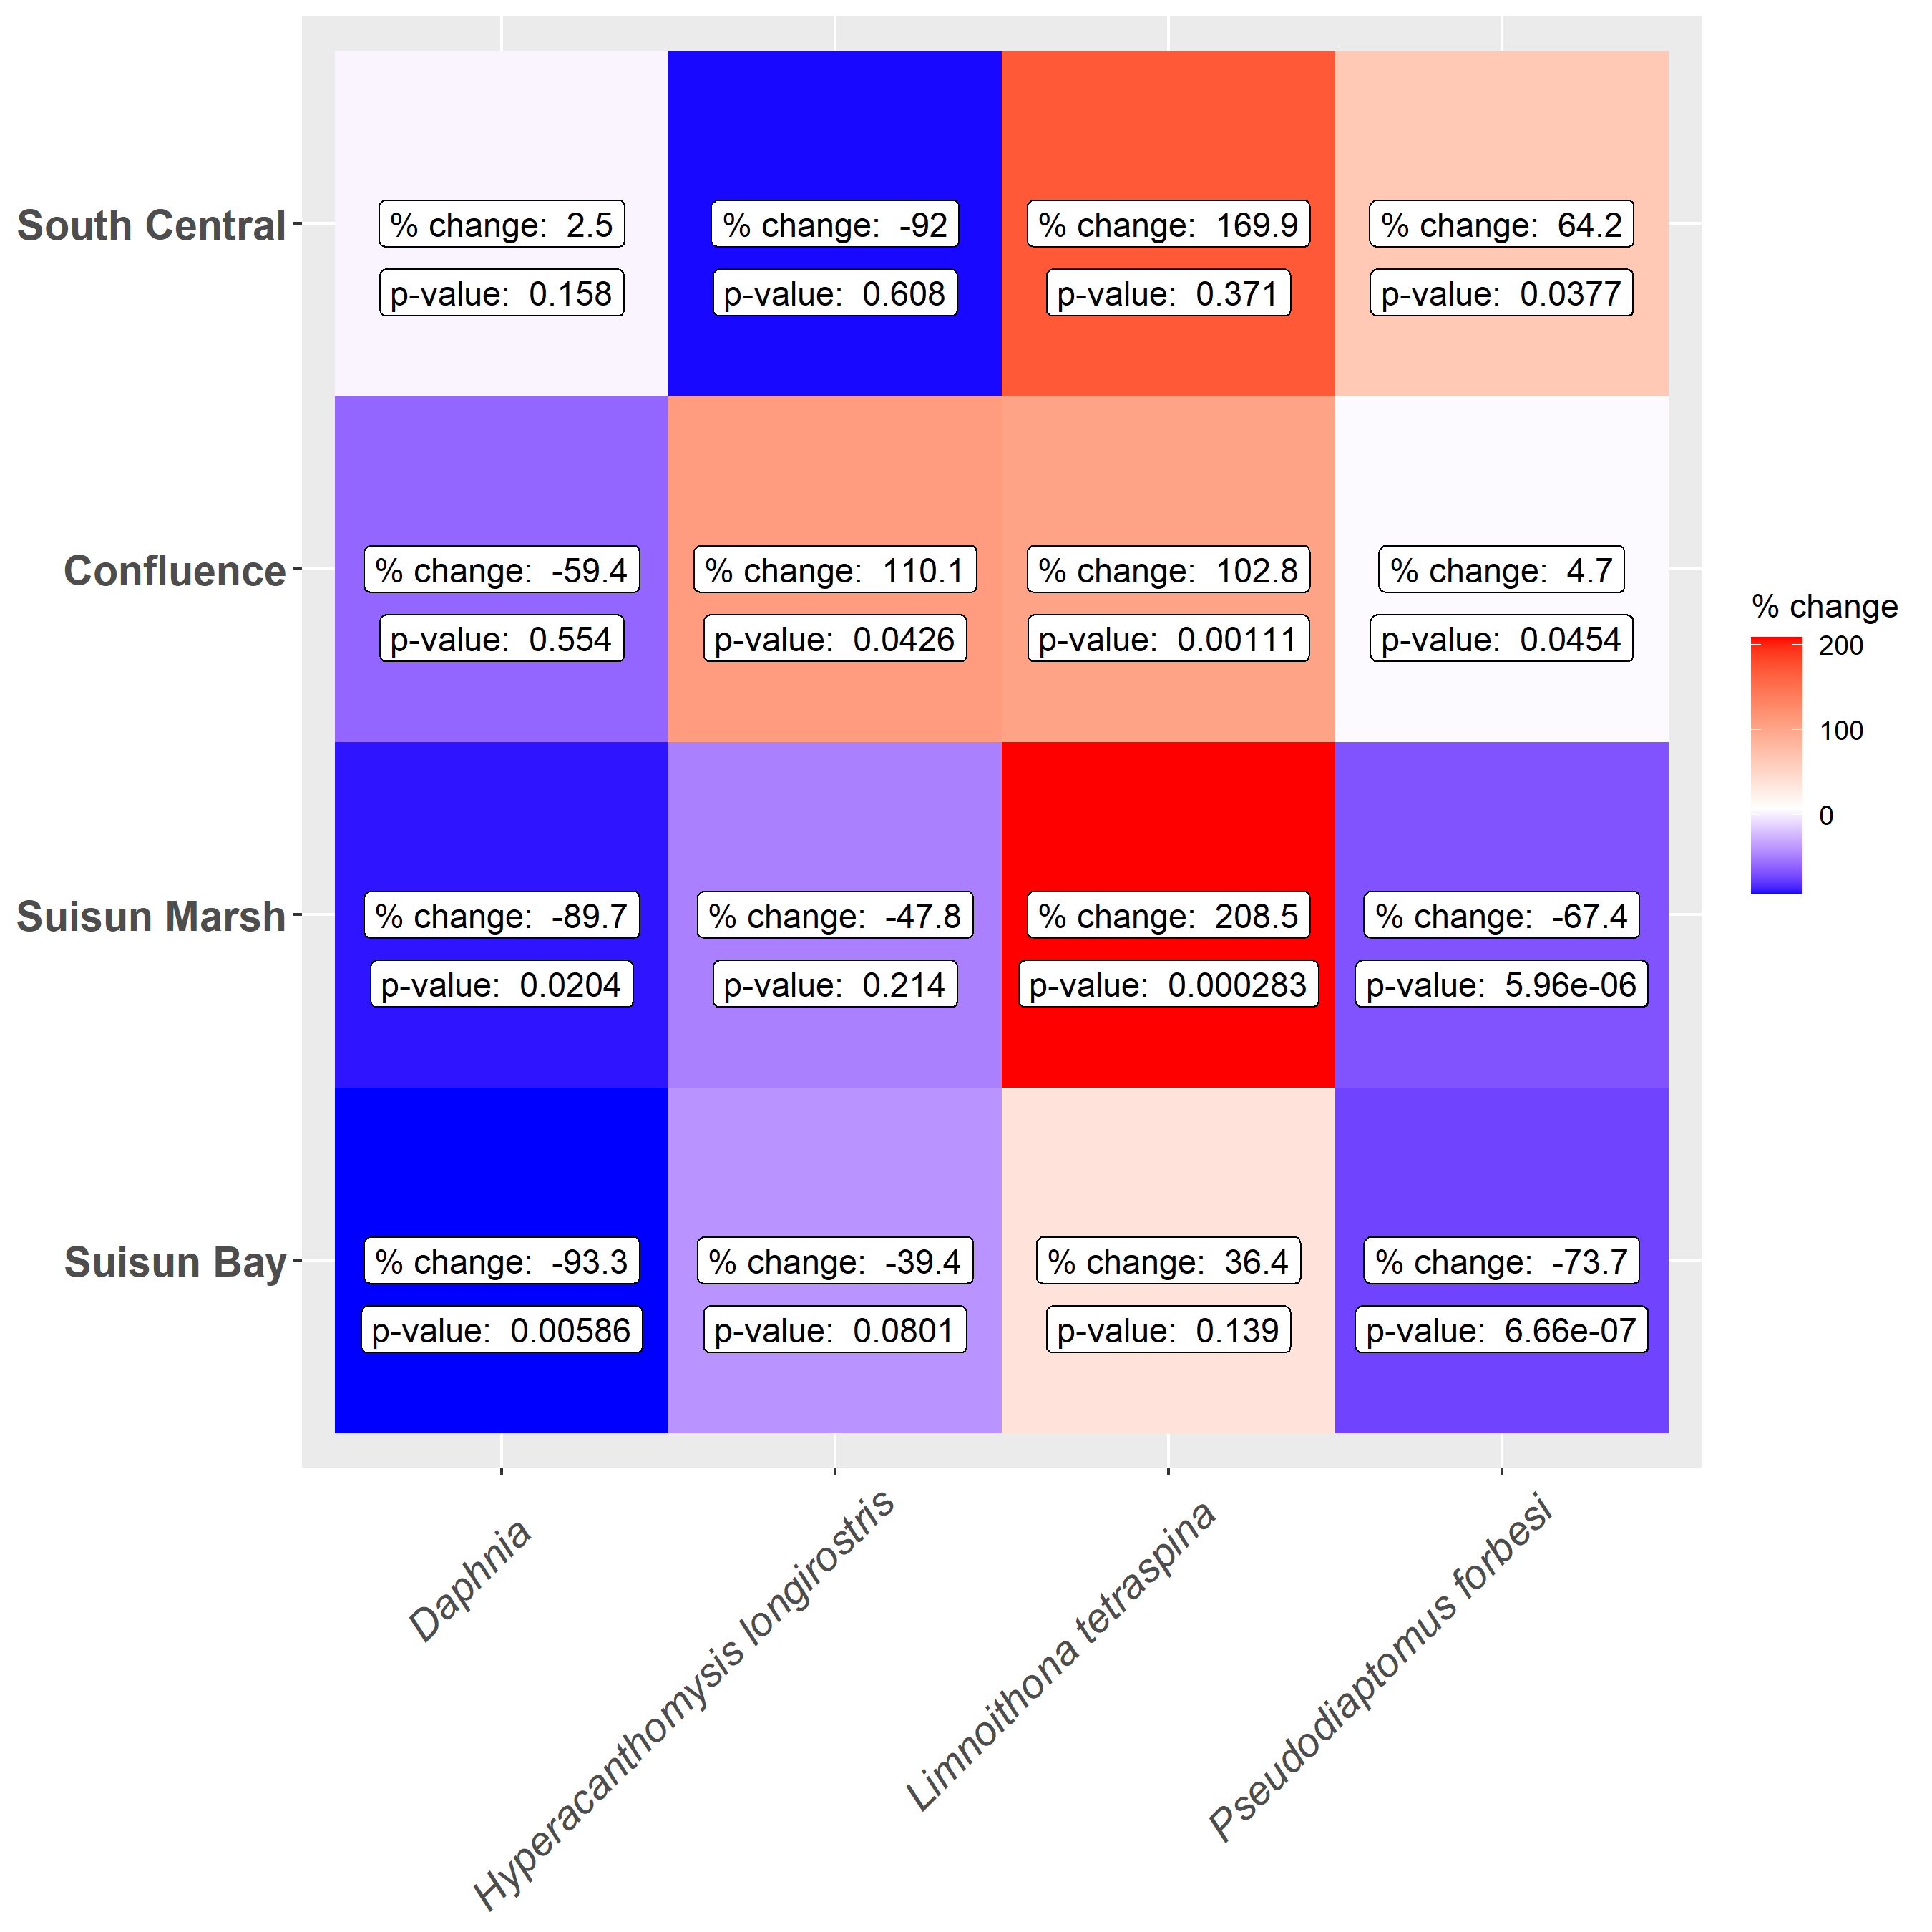 South Central
% change: 2.5
% change: -92
% change: 169.9
% change: 64.2
p-value: 0.158
p-value: 0.608
p-value: 0.371
p-value: 0.0377
Confluence
% change: -59.4
% change: 110.1
% change: 102.8
% change: 4.7
p-value: 0.554
p-value: 0.0426
p-value: 0.00111
p-value: 0.0454
Suisun Marsh
% change: -89.7
% change: -47.8
% change: 208.5
% change: -67.4
p-value: 0.0204
p-value: 0.214
p-value: 0.000283
p-value: 5.96e-06
Suisun Bay
% change: -93.3
% change: -39.4
% change: 36.4
% change: -73.7
p-value: 0.00586
p-value: 0.0801
p-value: 0.139
p-value: 6.66e-07
Daphnia
Hyperacanthomysis longirostris
Limnoithona tetraspina
Pseudodiaptomus forbesi
% change
200
100
0